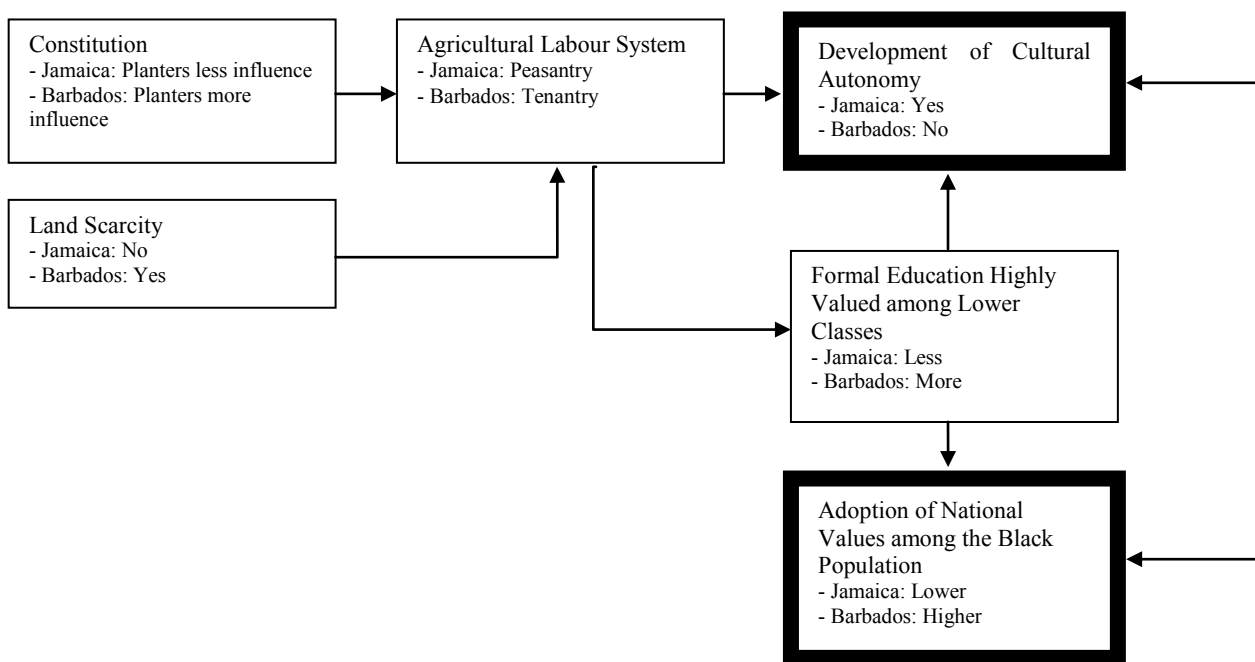 Constitution
- Jamaica: Planters less influence
- Barbados: Planters more
influence
Agricultural Labour System
- Jamaica: Peasantry
- Barbados: Tenantry
Development of Cultural
Autonomy
- Jamaica: Yes
- Barbados: No
Land Scarcity
- Jamaica: No
- Barbados: Yes
Formal Education Highly
Valued among Lower
Classes
- Jamaica: Less
- Barbados: More
Adoption of National
Values among the Black
Population
- Jamaica: Lower
- Barbados: Higher